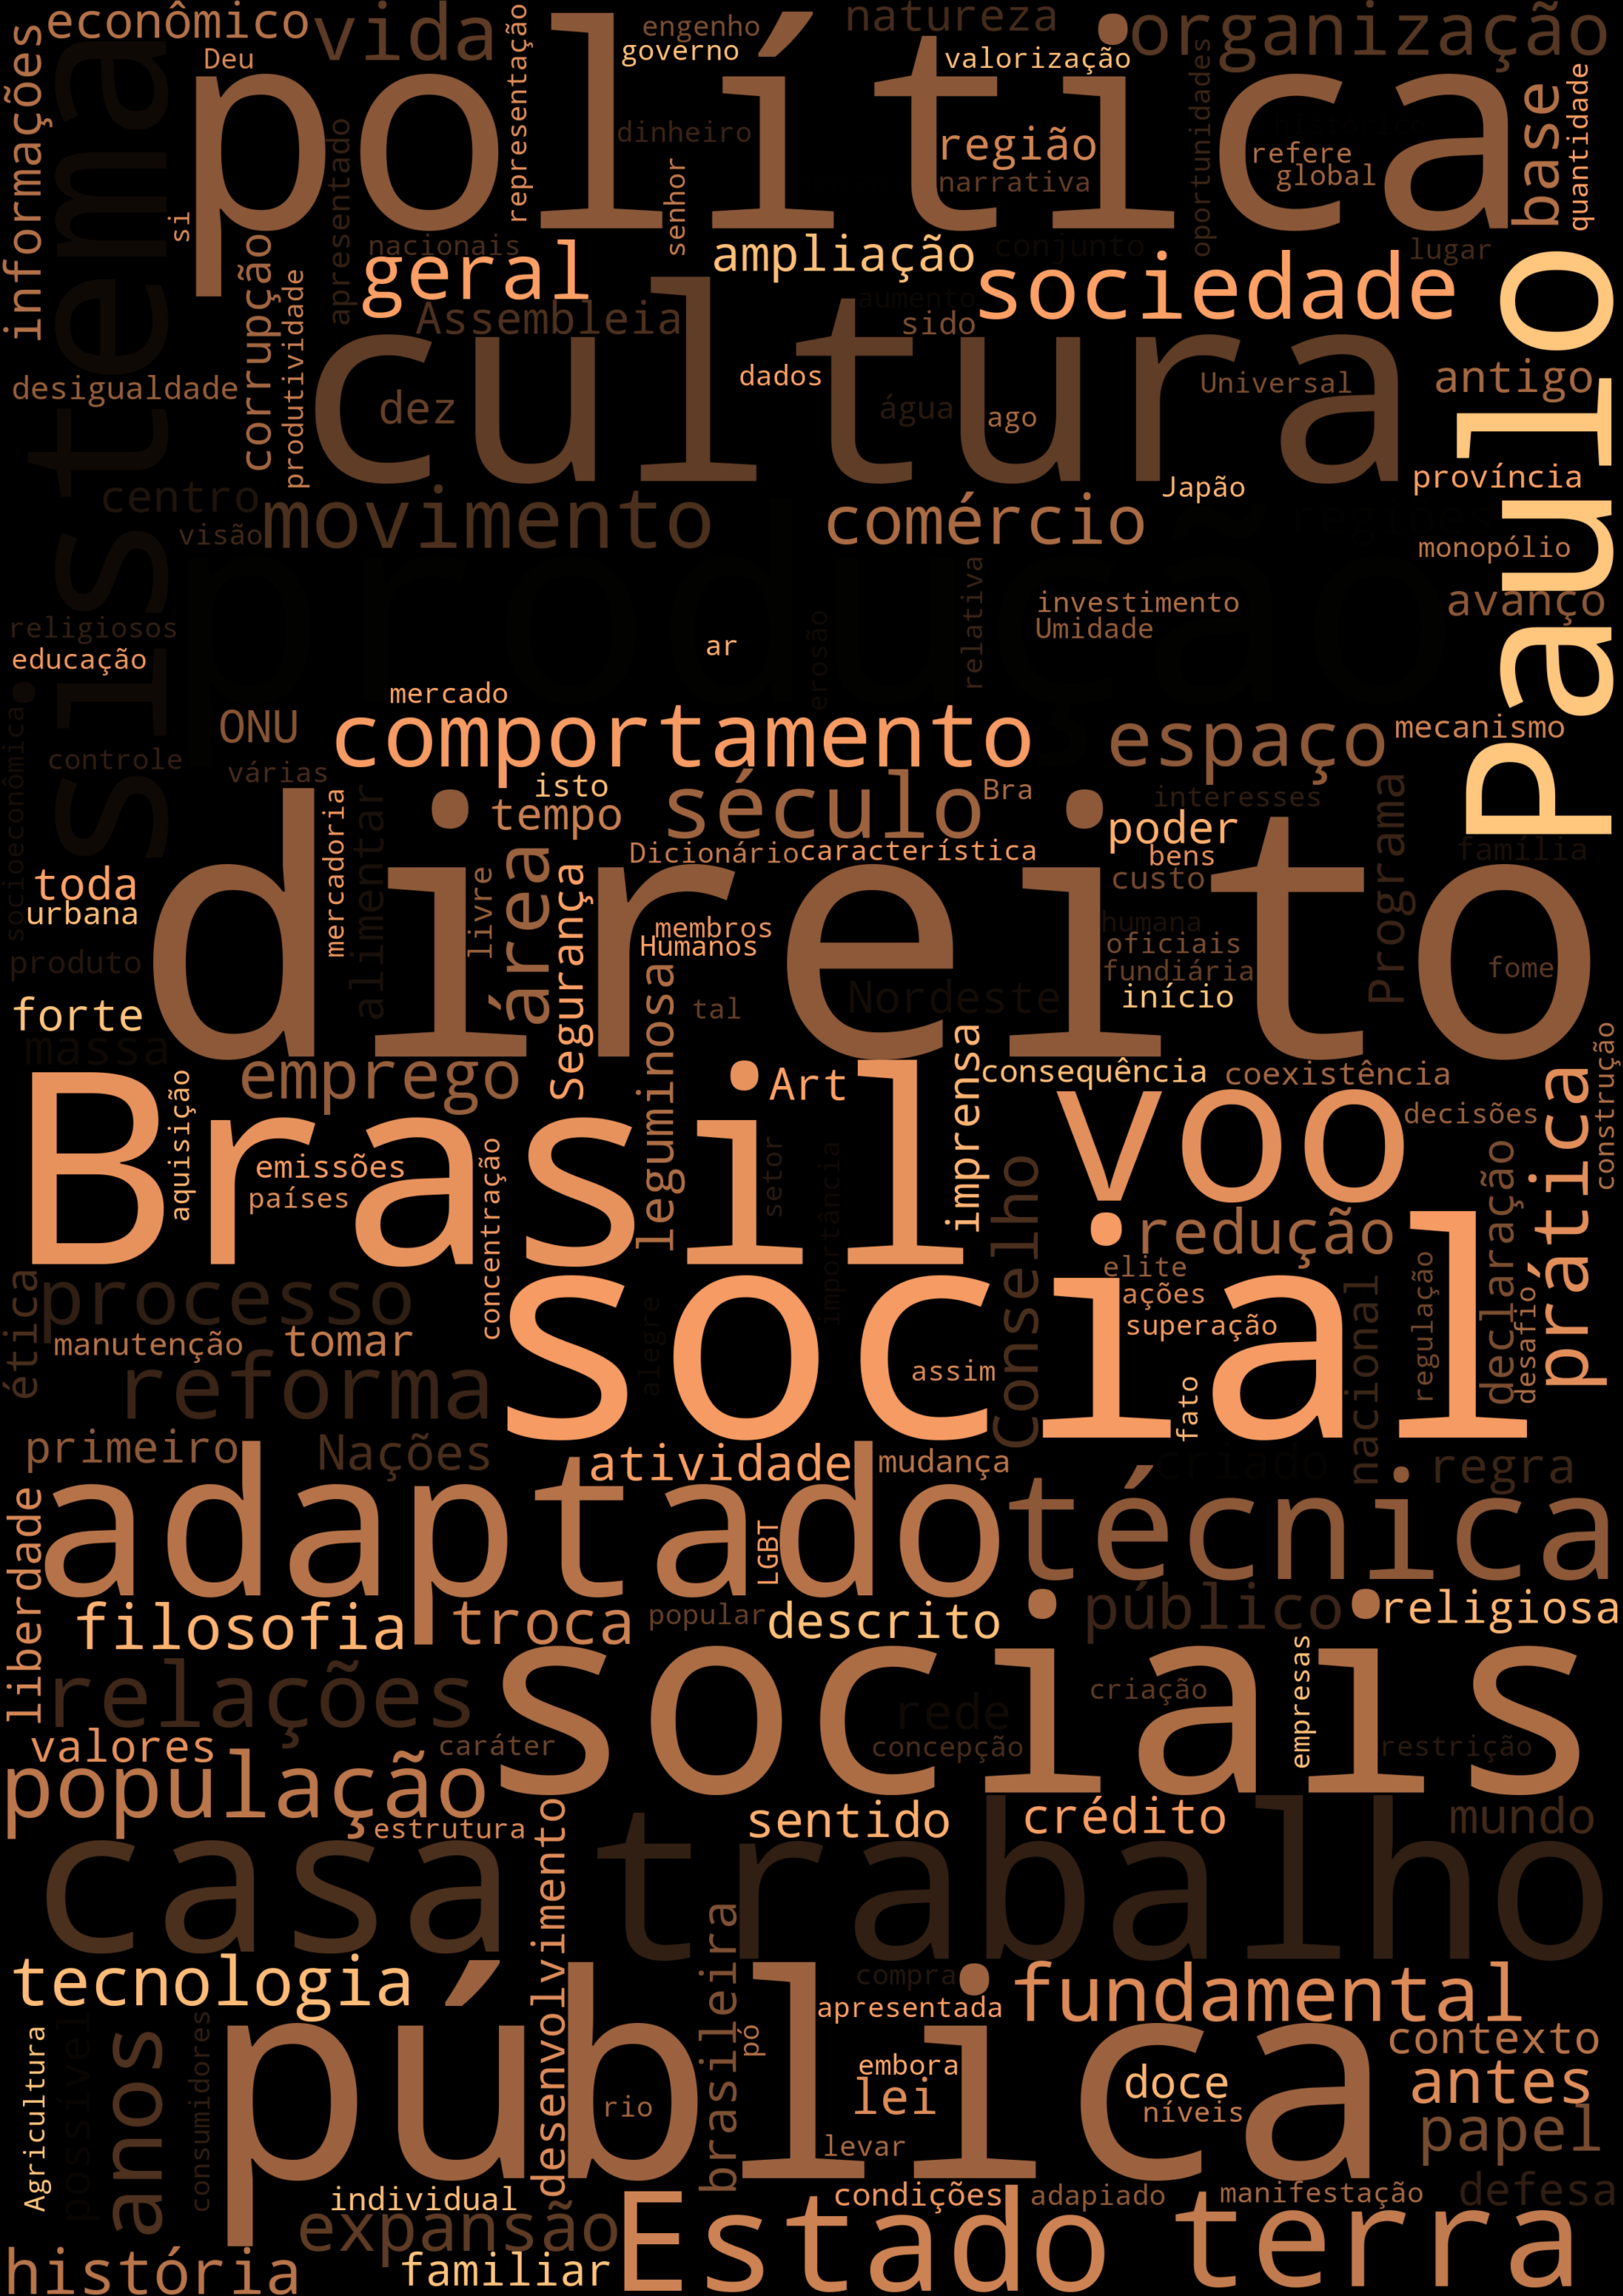 econômico
vida
engenho
natureza
organização
Deu
governo
valorização
política
informações
sistema
representação
oportunidades
base
quantidade
apresentado
dinheiro
região
histórico
refere
global
narrativa
si
senhor
corrupção
nacionais
ampliação
conjunto
lugar
geral
sociedade
Paulo
produtividade
Assembleia
aumento
sido
cultura
desigualdade
dados
Universal
antigo
dez
água
ago
centro
Japão
província
visão
movimento
comércio
monopólio
produção
relativa
investimento
avanço
religiosos
erosão
Umidade
educação
ar
mercado
ONU
comportamento
espaço
mecanismo
socioeconômica
controle
várias
isto
século
Bra
interesses
Programa
tempo
poder
mercadoria
alimentar
Dicionário
característica
bens
família
direito
toda
livre
área
Segurança
custo
urbana
membros
humana
Humanos
oficiais
produto
leguminosa
fundiária
fome
forte
tal
Nordeste
início
massa
imprensa
construção
emprego
Art
consequência
coexistência
Brasil
voo
aquisição
prática
decisões
emissões
concentração
setor
importância
Conselho
declaração
países
redução
ética
processo
elite
nacional
regulação
desafio
social
alegre
ações
manutenção
tomar
superação
reforma
assim
fato
primeiro
Nações
atividade
mudança
criado
regra
adaptado
técnica
liberdade
LGBT
filosofia
troca
popular
descrito
público
religiosa
sociais
empresas
relações
criação
rede
valores
caráter
concepção
restrição
população
estrutura
desenvolvimento
sentido
crédito
mundo
casa
trabalho
brasileira
tecnologia
compra
fundamental
pública
apresentada
Agricultura
possível
anos
consumidores
pó
contexto
embora
antes
lei
doce
rio
níveis
papel
levar
individual
condições
adapiado
manifestação
defesa
expansão
Estado
terra
história
familiar